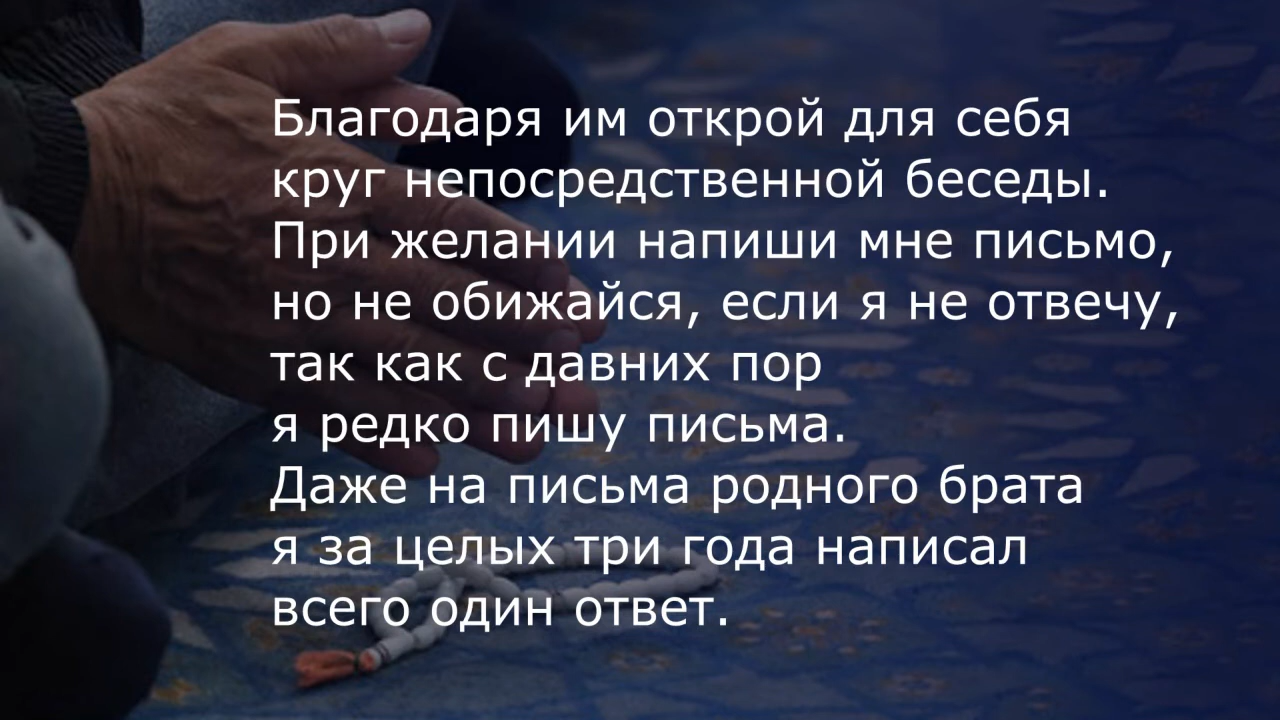 Благодаря им открой для себя
круг непосредственной беседы.
При желании напиши мне письмо,
но не обижайся, если я не отвечу,
так как с давних пор
я редко пишу письма.
Даже на письма родного брата
я за целых три года написал
всего один ответ.